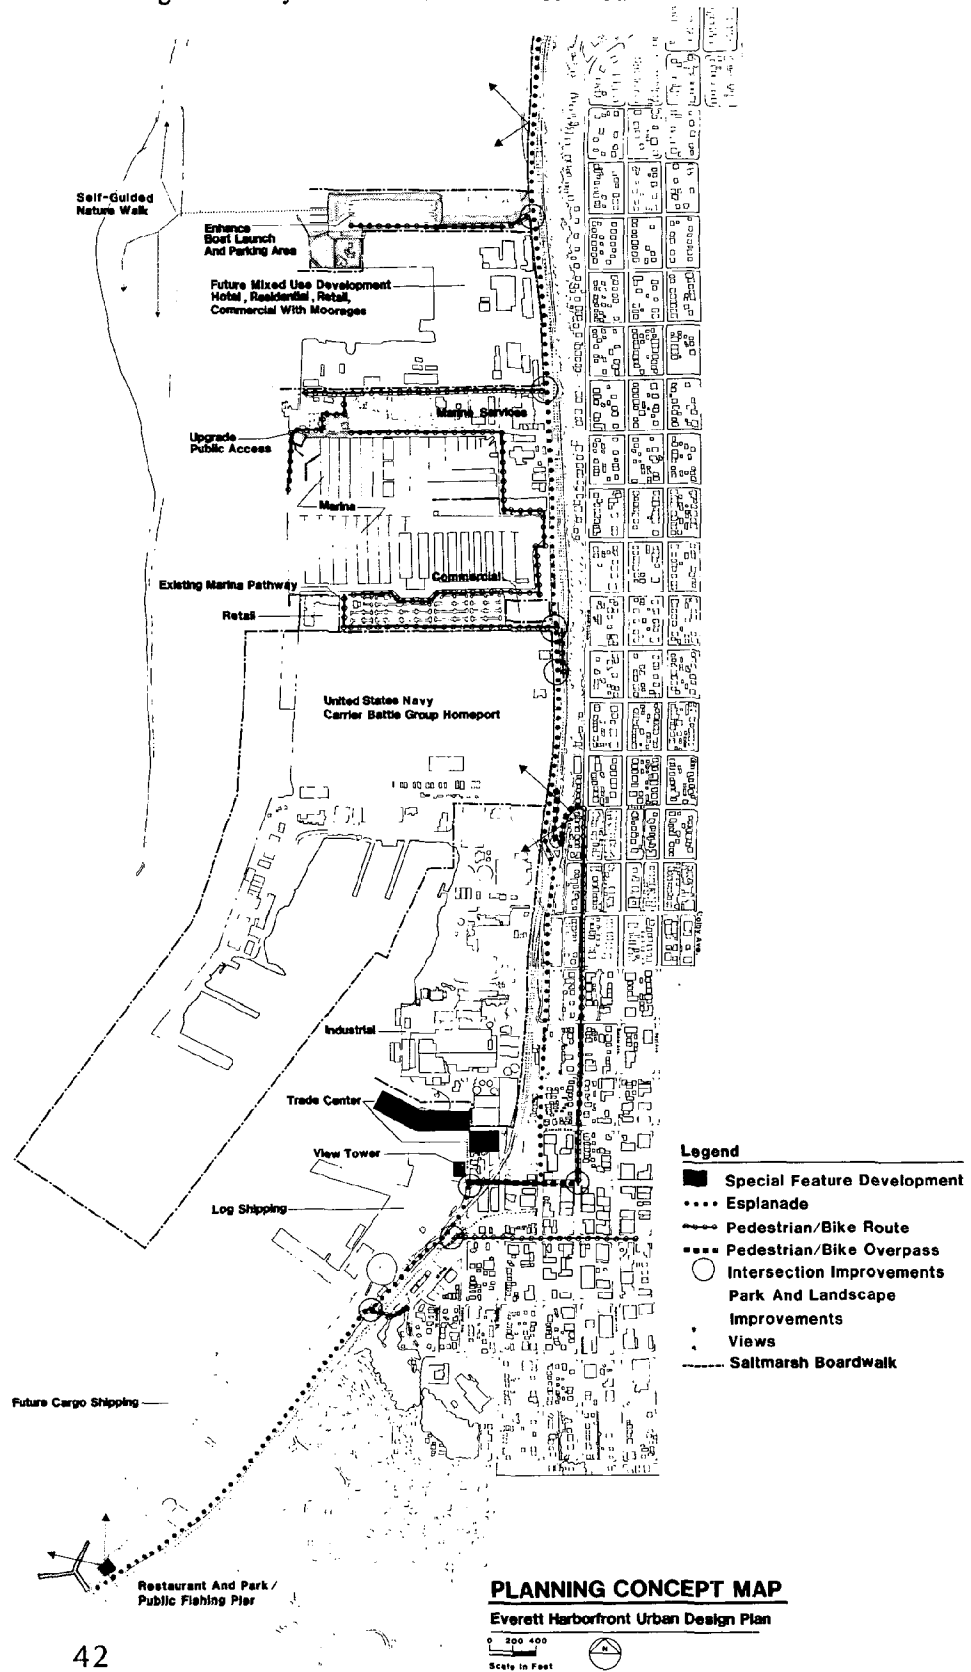 Self-Guided
Nature Walk
Enhance
Boat Launch
And Parking Area
Future Mixed Use Development
Hotel, Residential, Retail,
Commercial With Moorages
Marine Services
Upgrade
Public Access
Marina
Existing Marina Pathway
Commercial
Retail
United States Navy
Carrier Battle Group Homeport
Colby Ave
Industrial
Trade Center
View Tower
Log Shipping
Legend
Special Feature Development
Esplanade
Pedestrian/Bike Route
Pedestrian/Bike Overpass
Intersection Improvements
Park And Landscape
Improvements
Views
Saltmarsh Boardwalk
Future Cargo Shipping
Restaurant And Park/
Public Fishing Pier
PLANNING CONCEPT MAP
Everett Harborfront Urban Design Plan
0 200 400
Scale In Feet
N
42